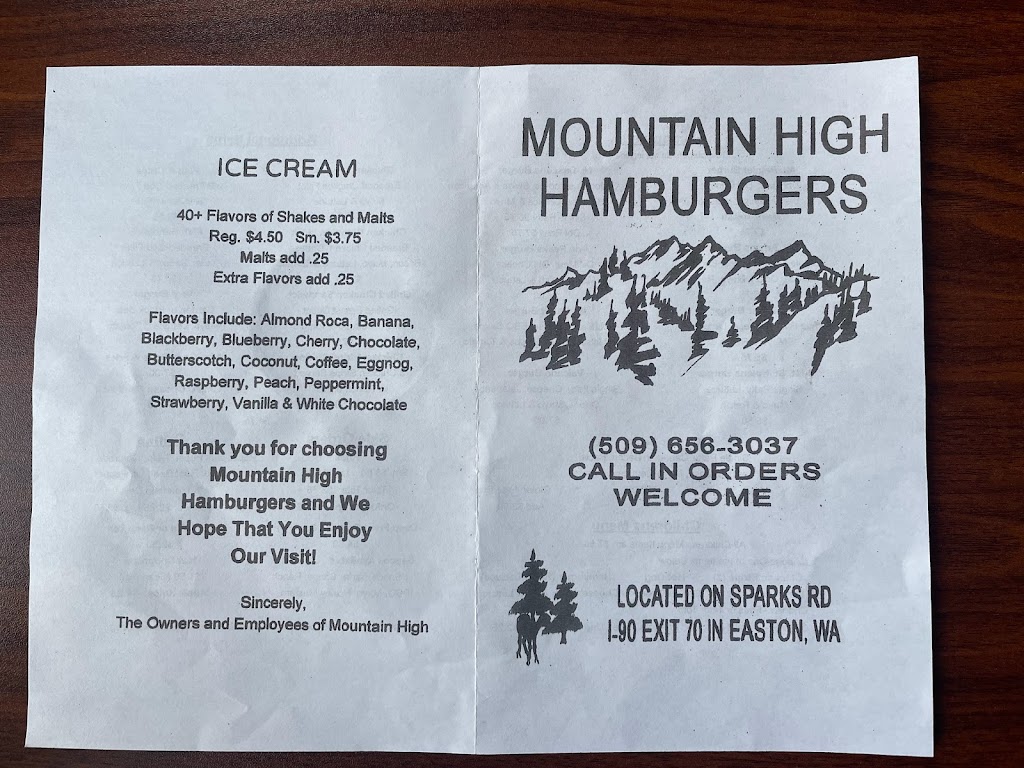 ICE CREAM
40+ Flavors of Shakes and Malts
Reg. $4.50 Sm. $3.75
Malts add .25
Extra Flavors add .25
Flavors Include: Almond Roca, Banana,
Blackberry, Blueberry, Cherry, Chocolate,
Butterscotch, Coconut, Coffee, Eggnog,
Raspberry, Peach, Peppermint,
Strawberry, Vanilla & White Chocolate
Thank you for choosing
Mountain High
Hamburgers and We
Hope That You Enjoy
Our Visit!
Sincerely,
The Owners and Employees of Mountain High
MOUNTAIN HIGH
HAMBURGERS
(509) 656-3037
CALL IN ORDERS
WELCOME
LOCATED ON SPARKS RD
I-90 EXIT 70 IN EASTON, WA